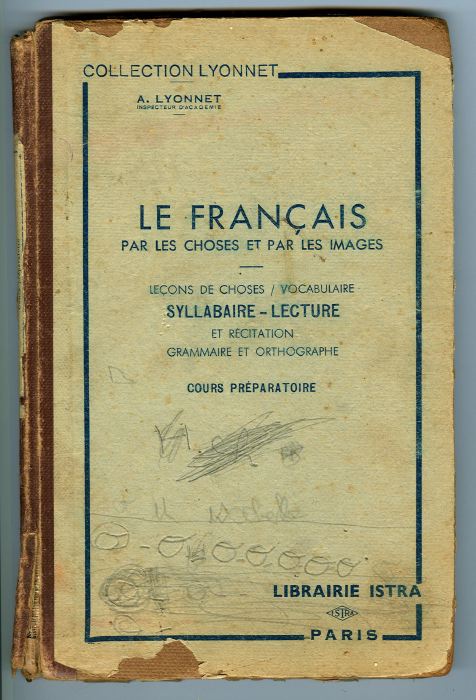 COLLECTION LYONNET
A. LYONNET
INSPECTEUR D'ACADÉMIE
LE FRANÇAIS
PAR LES CHOSES ET PAR LES IMAGES
LEÇONS DE CHOSES / VOCABULAIRE
SYLLABAIRE - LECTURE
ET RÉCITATION
GRAMMAIRE ET ORTHOGRAPHE
COURS PRÉPARATOIRE
LIBRAIRIE ISTRA
ISTRA
PARIS